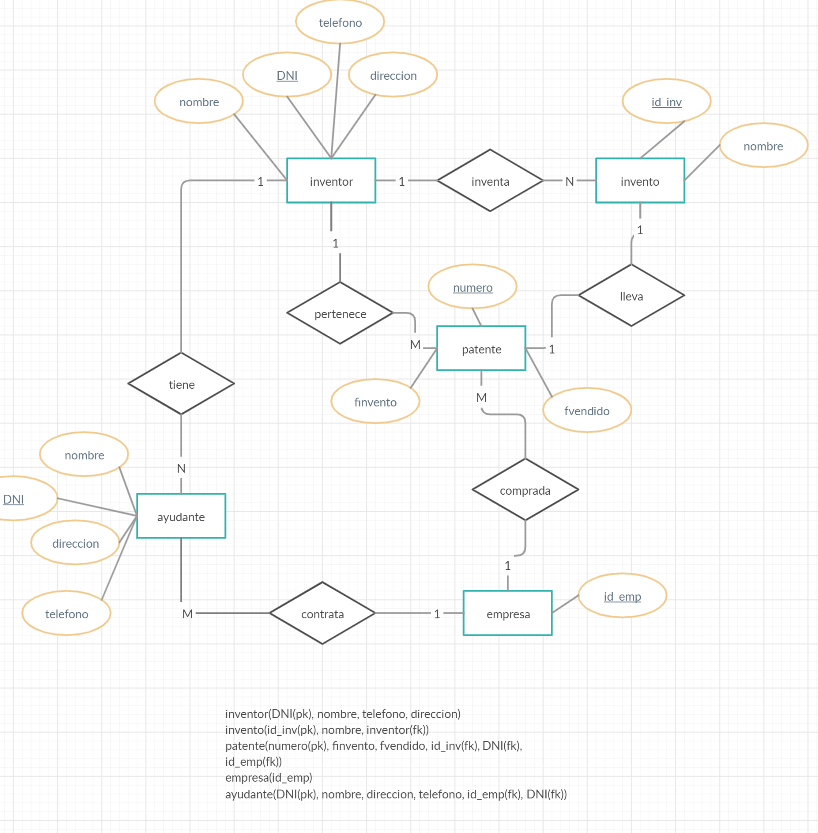 telefono
DNI
direccion
nombre
id_inv
nombre
1
inventor
1
inventa
N
invento
1
1
numero
lleva
pertenece
M
patente
1
tiene
M
finvento
fvendido
nombre
N
comprada
DNI
ayudante
direccion
1
id_emp
telefono
M
contrata
1
empresa
inventor(DNI(pk), nombre, telefono, direccion)
invento(id_inv(pk), nombre, inventor(fk))
patente(numero(pk), finvento, fvendido, id_inv(fk), DNI(fk),
id_emp(fk))
empresa(id_emp)
ayudante(DNI(pk), nombre, direccion, telefono, id_emp(fk), DNI(fk))